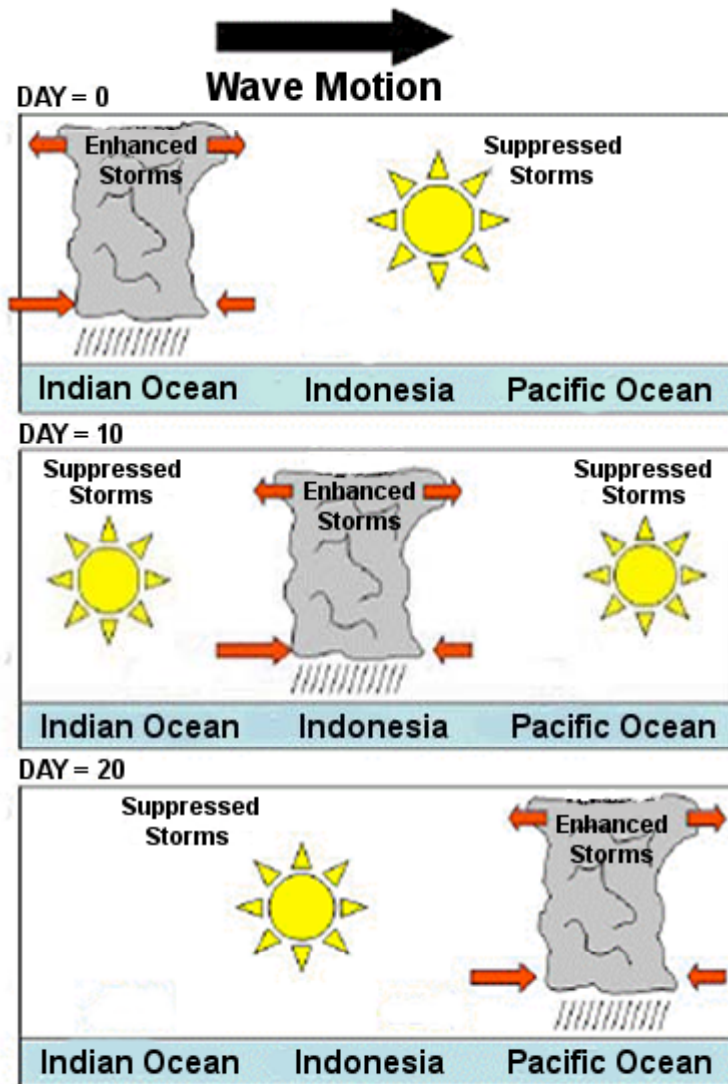 Wave Motion
DAY = 0
Enhanced
Storms
Suppressed
Storms
Indian Ocean Indonesia Pacific Ocean
DAY = 10
Suppressed
Storms
Enhanced
Storms
Suppressed
Storms
Indian Ocean Indonesia Pacific Ocean
DAY = 20
Suppressed
Storms
Enhanced
Storms
Indian Ocean Indonesia Pacific Ocean